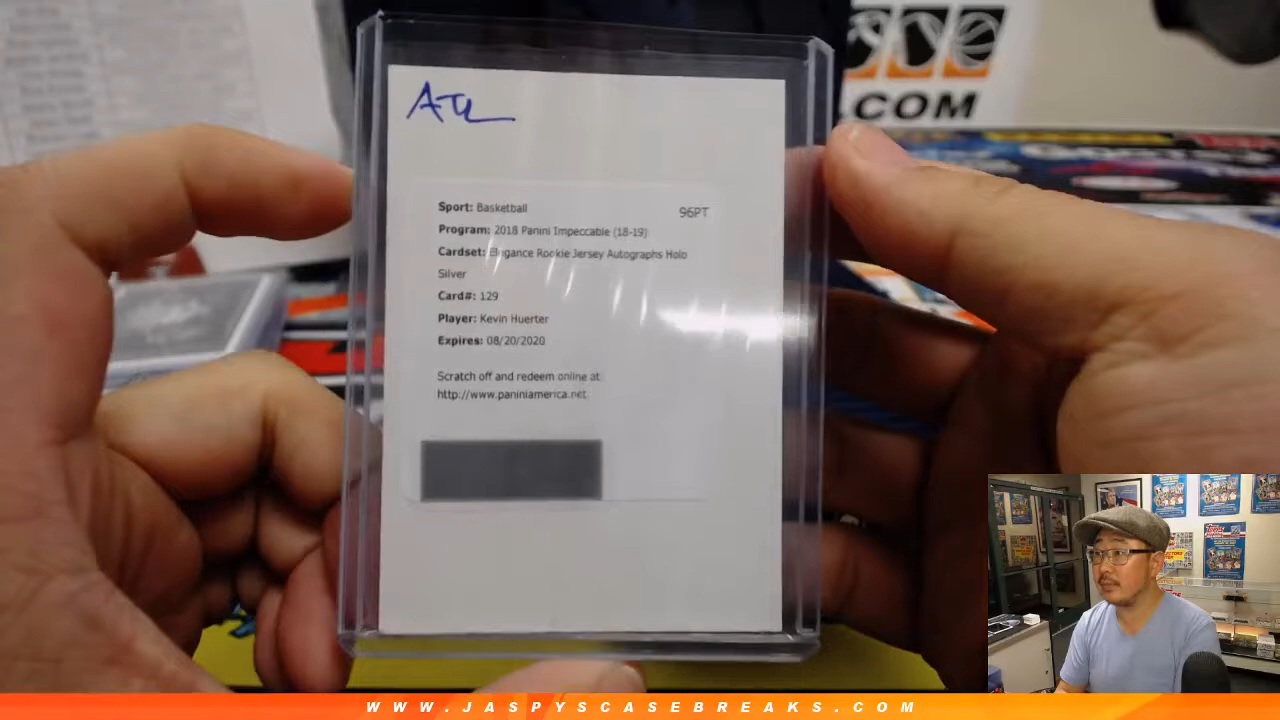 .COM
ATL
Sport: Basketball
96PT
Program: 2018 Panini Impeccable (18-19)
Cardset: Elegance Rookie Jersey Autographs Holo
Silver
Card#: 129
Player: Kevin Huerter
Expires: 08/20/2020
Scratch off and redeem online at:
http://www.paniniamerica.net.
WWW.JASPYSCASEBREAKS.COM